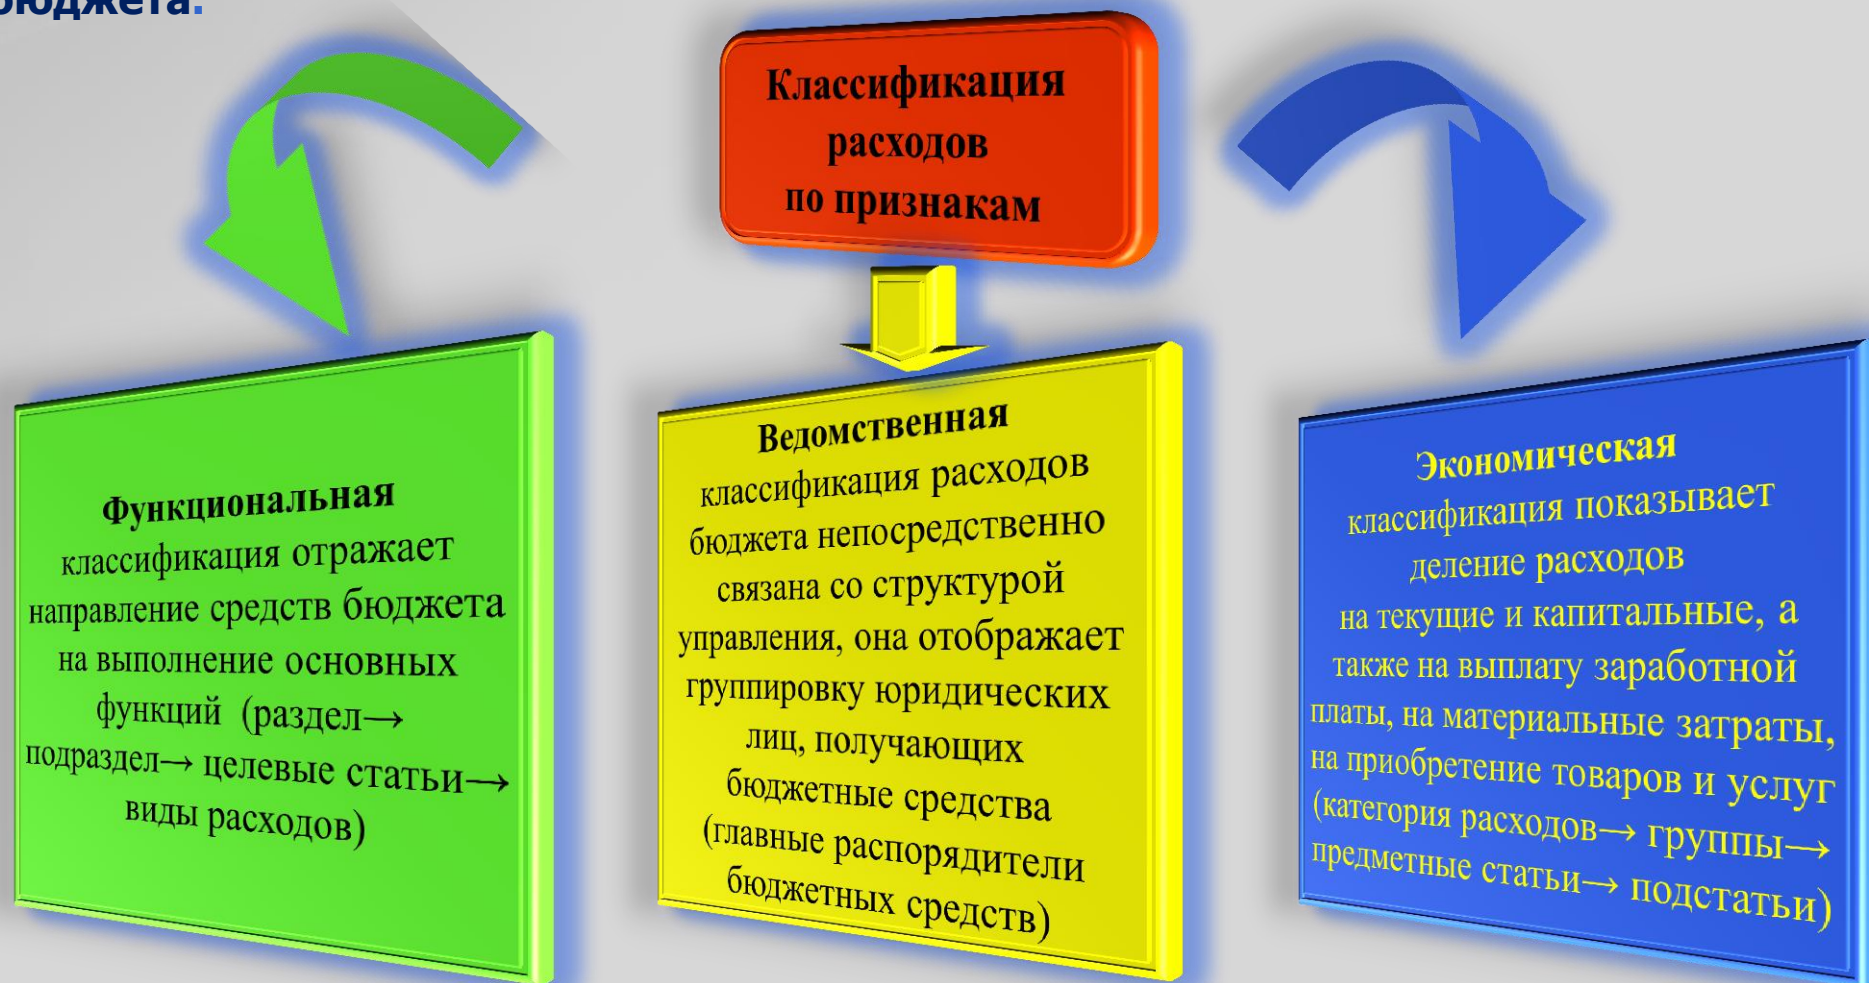 бюджета.
Классификация
расходов
по признакам
Функциональная
классификация отражает
направление средств бюджета
на выполнение основных
функций (раздел→
подраздел→ целевые статьи→
виды расходов)
Ведомственная
классификация расходов
бюджета непосредственно
связана со структурой
управления, она отображает
группировку юридических
лиц, получающих
бюджетные средства
(главные распорядители
бюджетных средств)
Экономическая
классификация показывает
деление расходов
на текущие и капитальные, а
также на выплату заработной
платы, на материальные затраты,
на приобретение товаров и услуг
(категория расходов→ группы→
предметные статьи→ подстатьи)